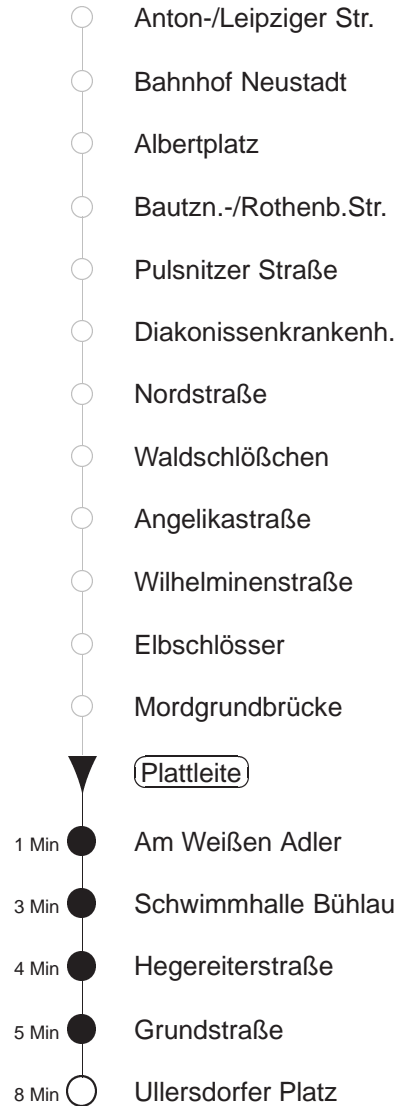 Anton-/Leipziger Str.
Bahnhof Neustadt
Albertplatz
Bautzn.-/Rothenb.Str.
Pulsnitzer Straße
Diakonissenkrankenh.
Nordstraße
Waldschlößchen
Angelikastraße
Wilhelminenstraße
Elbschlösser
Mordgrundbrücke
Plattleite
1 Min Am Weißen Adler
3 Min Schwimmhalle Bühlau
4 Min Hegereiterstraße
5 Min Grundstraße
8 Min Ullersdorfer Platz